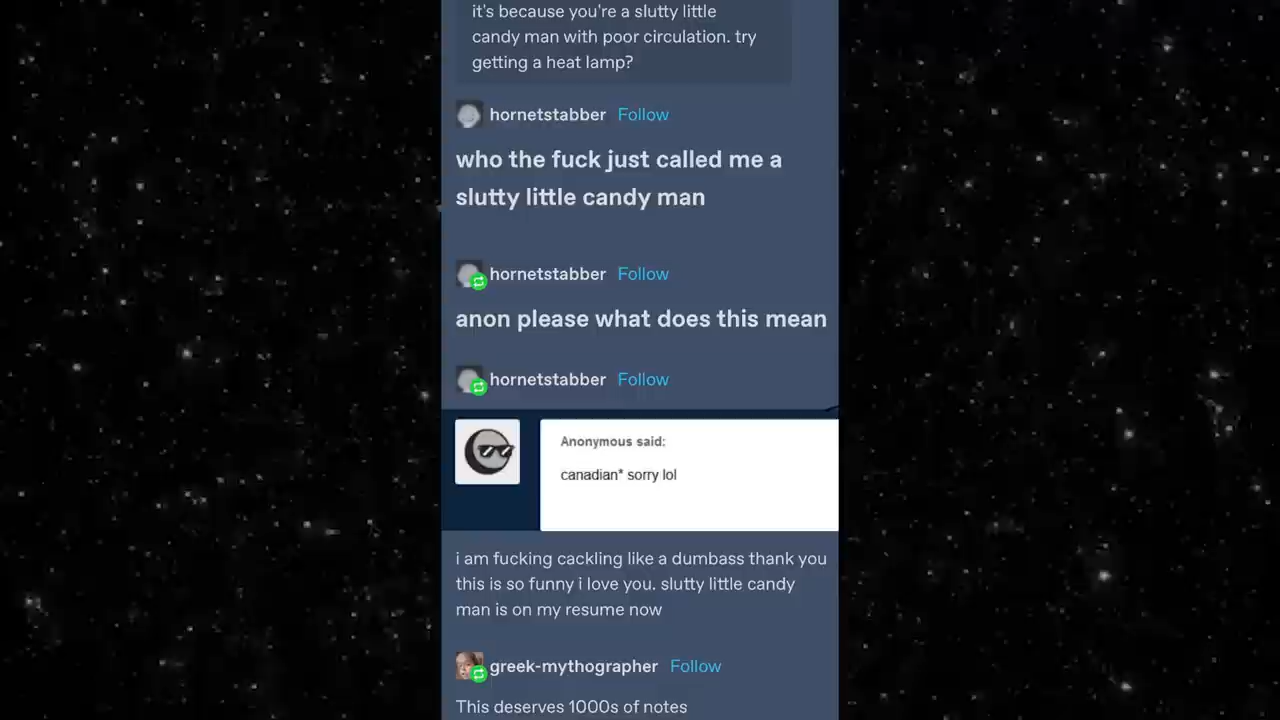 it's because you're a slutty little
candy man with poor circulation. try
getting a heat lamp?
hornetstabber Follow
who the fuck just called me a
slutty little candy man
hornetstabber Follow
anon please what does this mean
hornetstabber Follow
Anonymous said:
canadian* sorry lol
i am fucking cackling like a dumbass thank you
this is so funny i love you. slutty little candy
man is on my resume now
greek-mythographer Follow
This deserves 1000s of notes